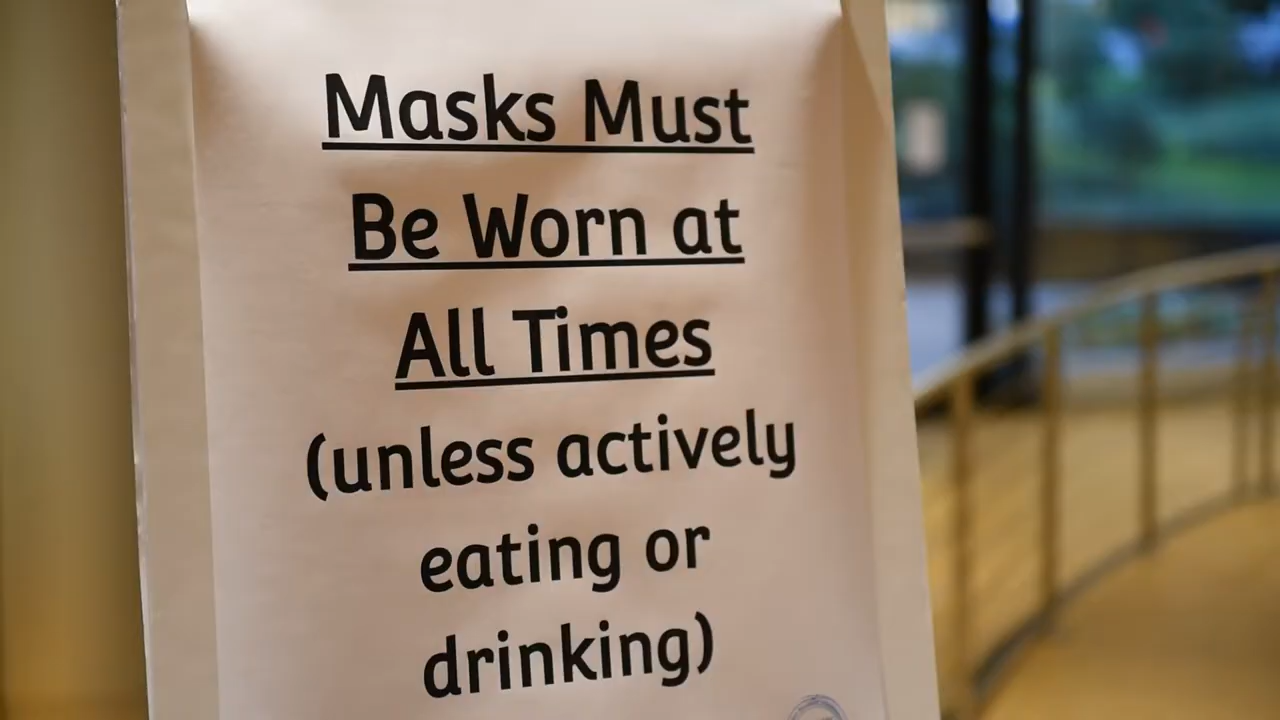 Masks Must
Be Worn at
All Times
(unless actively
eating or
drinking)